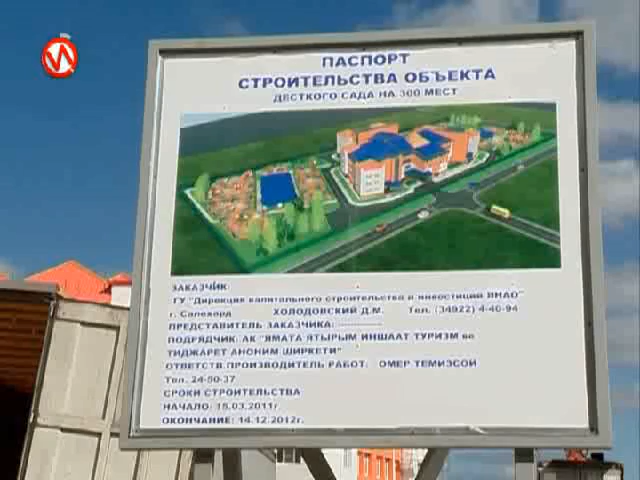 ПАСПОРТ
СТРОИТЕЛЬСТВА ОБЪЕКТА
ДЕСТКОГО САДА НА 300 МЕСТ
ЗАКАЗЧИК
ГУ "Дирекция капитального строительства и инвестиций ЯНАО"
г. Салехард ХОЛОДОВСКИЙ Д.М. Тел. (34922) 4-40-94
ПРЕДСТАВИТЕЛЬ ЗАКАЗЧИКА:
ПОДРЯДЧИК: АК "ЯМАТА ЯТЫРЫМ ИНШААТ ТУРИЗМ ве
ТИДЖАРЕТ АНОНИМ ШИРКЕТИ"
ОТВЕТСТВ.ПРОИЗВОДИТЕЛЬ РАБОТ: ОМЕР ТЕМИЗСОЙ
Тел. 24-50-37
СРОКИ СТРОИТЕЛЬСТВА
НАЧАЛО: 15.03.2011г.
ОКОНЧАНИЕ: 14.12.2012г.